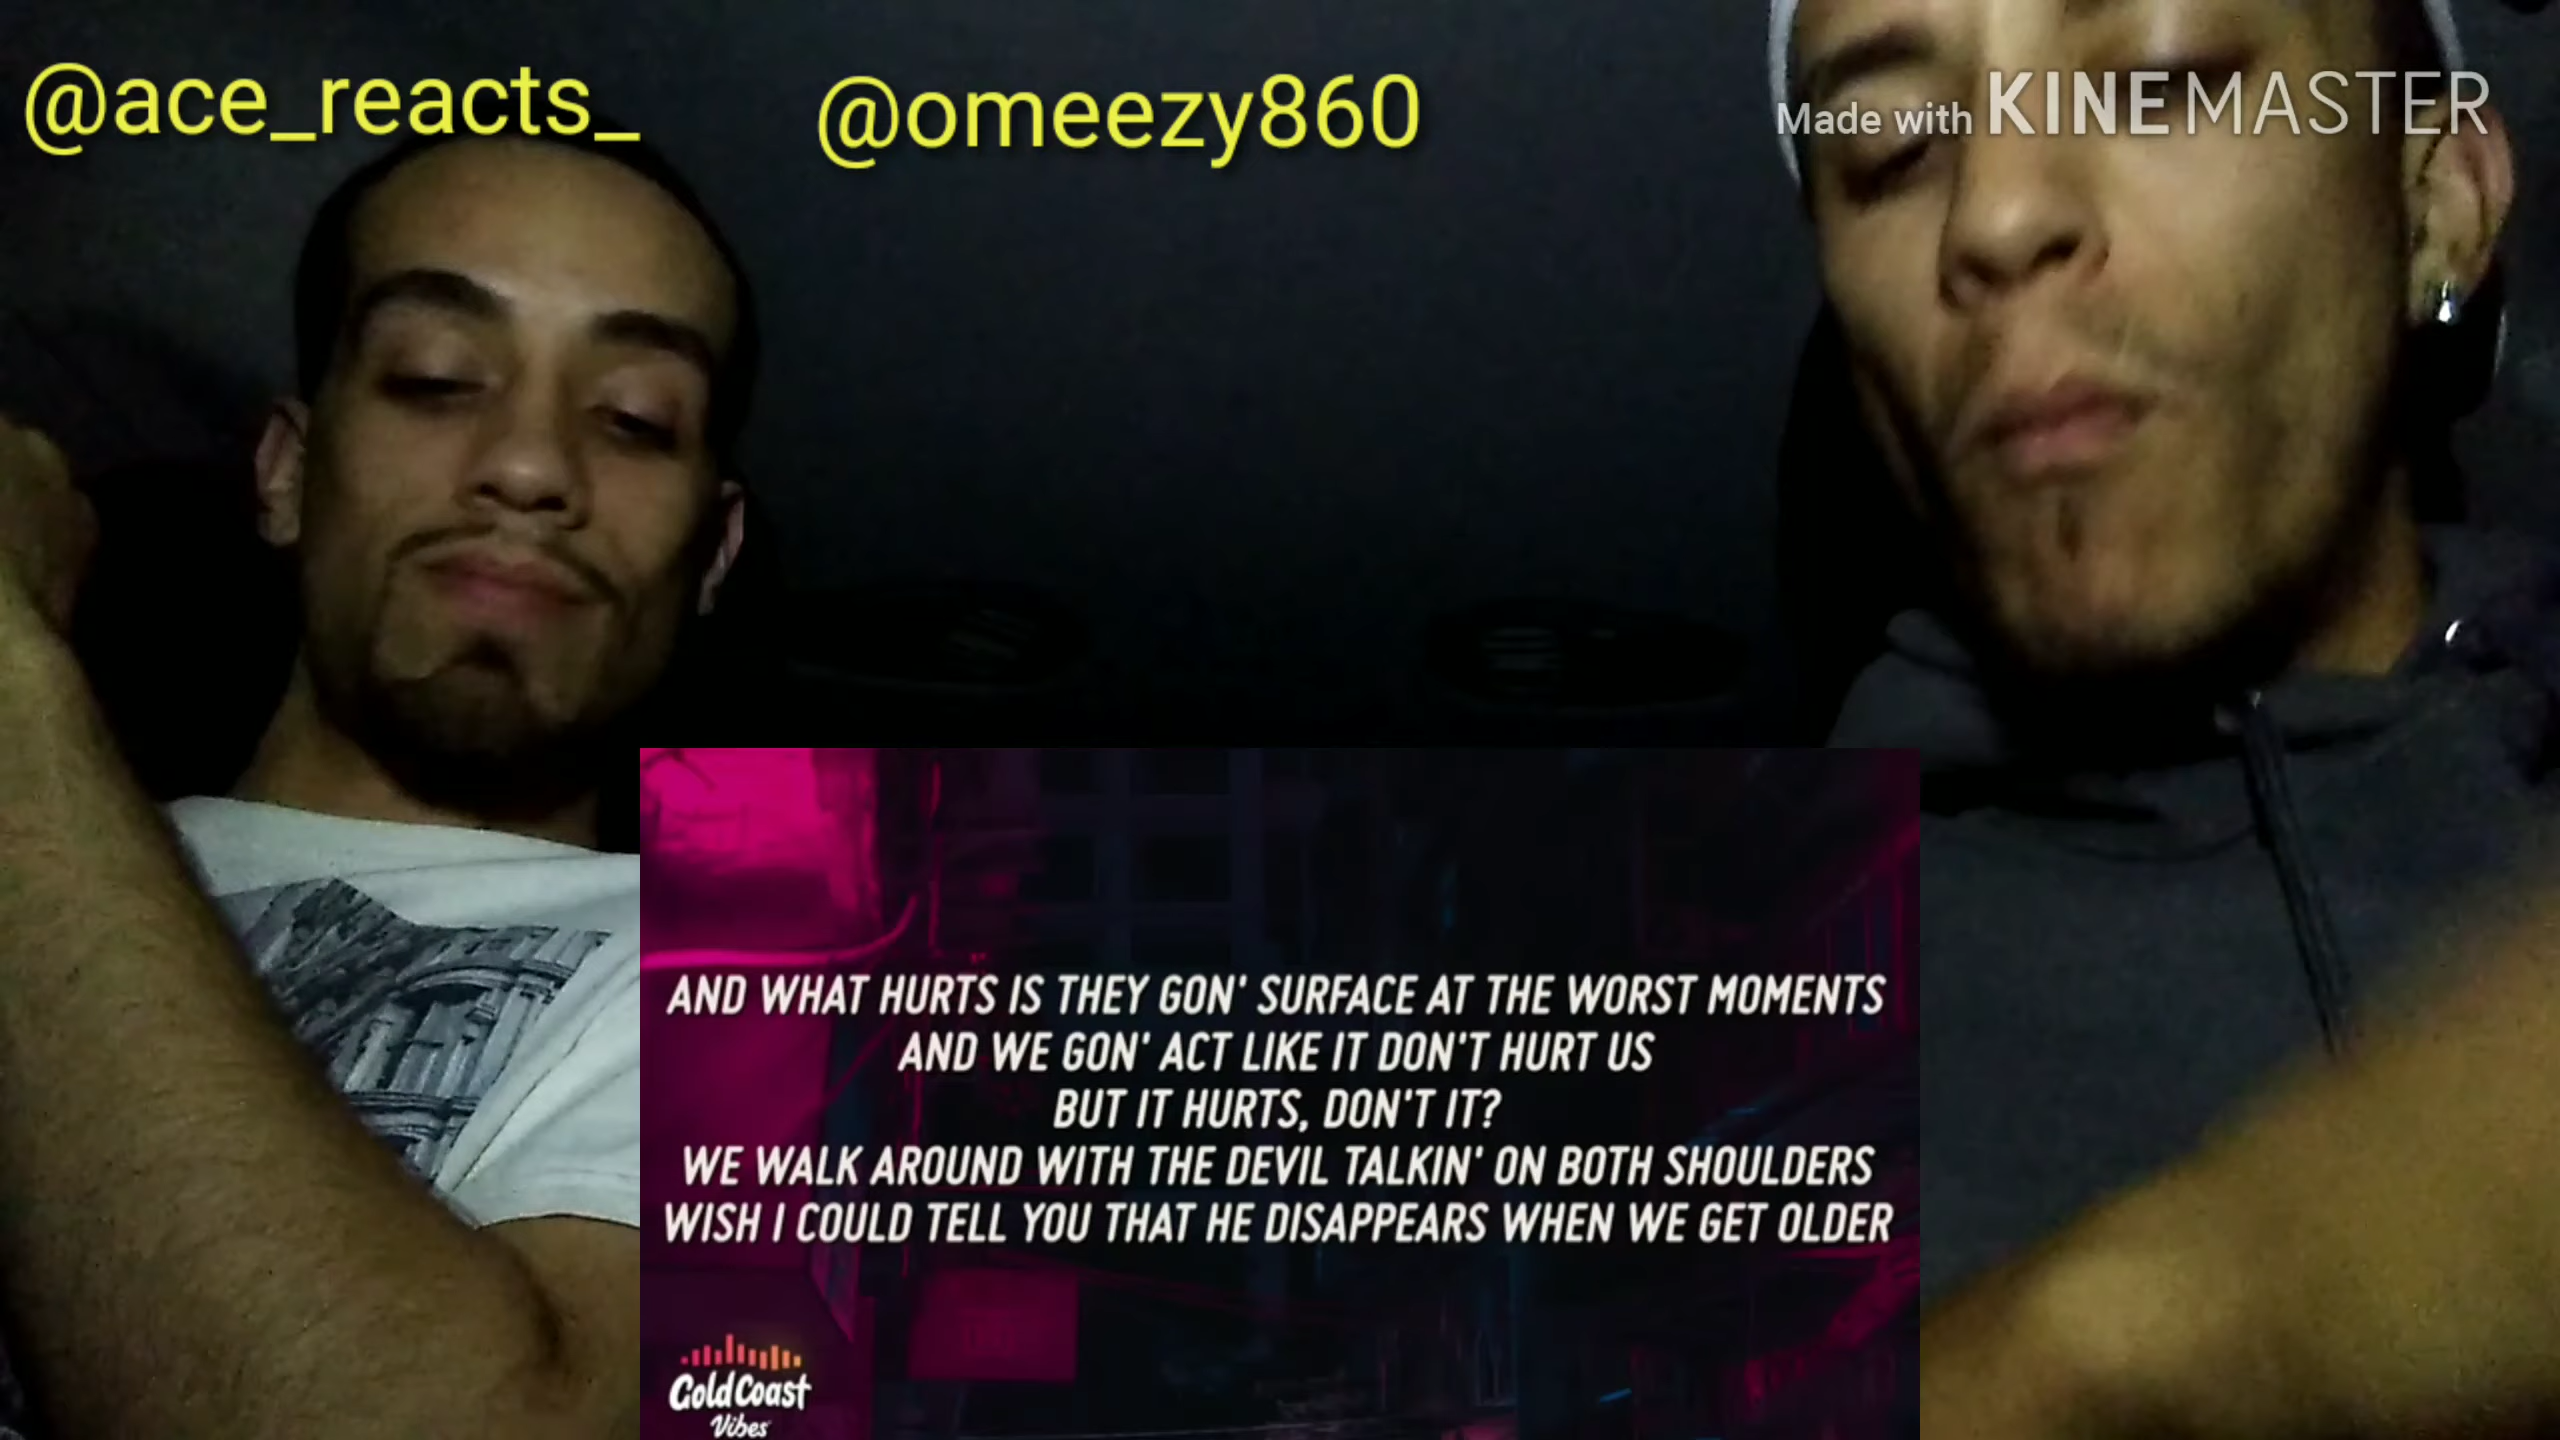 @ace_reacts_
@omeezy860
Made with KINEMASTER
AND WHAT HURTS IS THEY GON' SURFACE AT THE WORST MOMENTS
AND WE GON' ACT LIKE IT DON'T HURT US
BUT IT HURTS, DON'T IT?
WE WALK AROUND WITH THE DEVIL TALKIN' ON BOTH SHOULDERS
WISH I COULD TELL YOU THAT HE DISAPPEARS WHEN WE GET OLDER
Gold Coast
Vibes